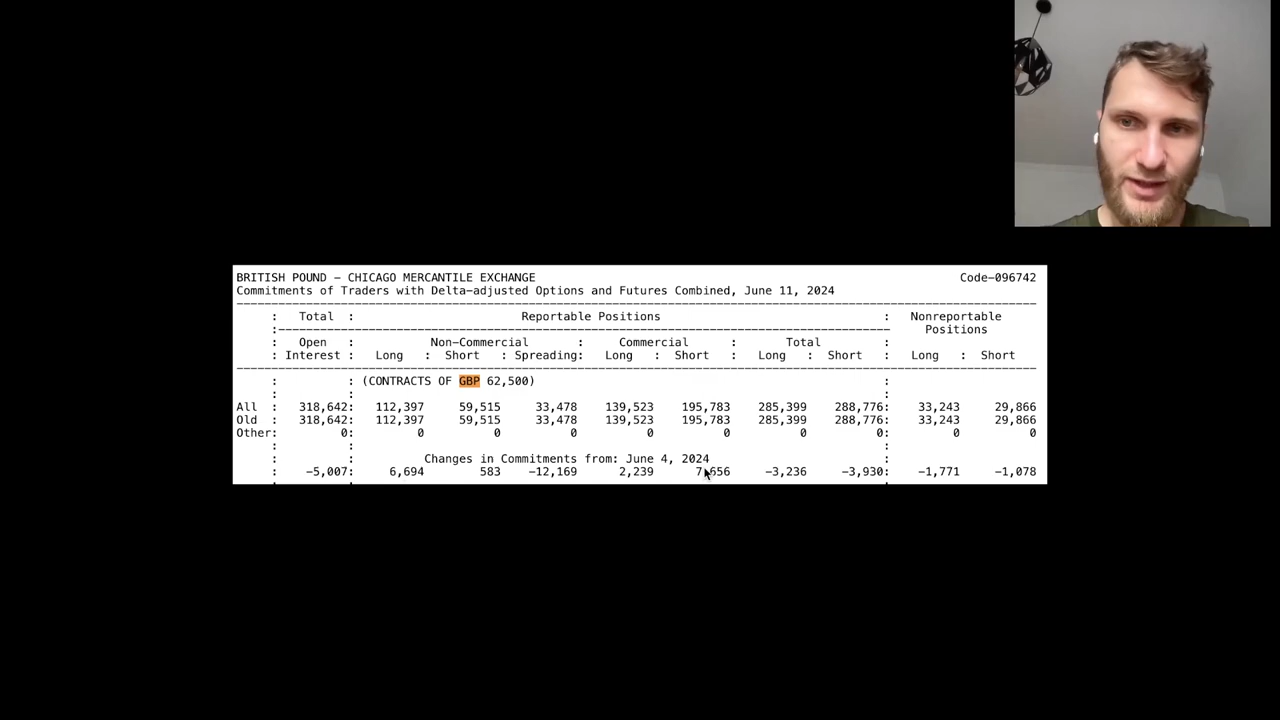 BRITISH POUND – CHICAGO MERCANTILE EXCHANGE Code–096742
Commitments of Traders with Delta-adjusted Options and Futures Combined, June 11, 2024
: Total : Reportable Positions : Nonreportable
Positions
: Open : Non-Commercial : Commercial : Total :
: Interest : Long : Short : Spreading: Long : Short : Long : Short : Long : Short
: : (CONTRACTS OF GBP 62,500) :
: : :
All : 318,642: 112,397 59,515 33,478 139,523 195,783 285,399 288,776: 33,243 29,866
Old : 318,642: 112,397 59,515 33,478 139,523 195,783 285,399 288,776: 33,243 29,866
Other: 0: 0 0 0 0 0 0 0: 0 0
: : :
: : Changes in Commitments from: June 4, 2024 :
: –5,007: 6,694 583 –12,169 2,239 7,656 –3,236 –3,930: –1,771 –1,078